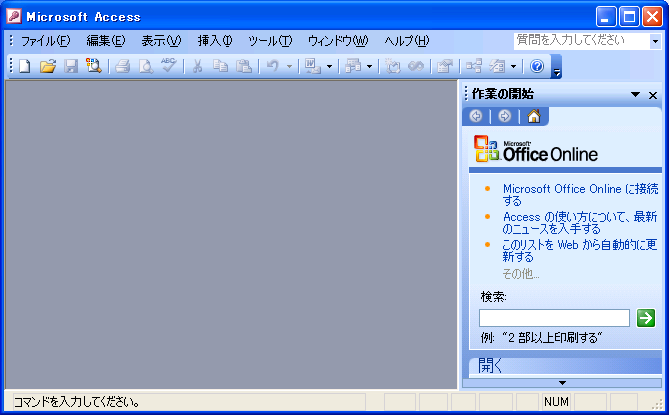 Microsoft Access
ファイル(F) 編集(E) 表示(V) 挿入(I) ツール(T) ウィンドウ(W) ヘルプ(H) 質問を入力してください
作業の開始
Microsoft
Office Online
Microsoft Office Online に接続
する
Access の使い方について、最新
のニュースを入手する
このリストを Web から自動的に更
新する
その他...
検索:
例: "2 部以上印刷する"
開く
コマンドを入力してください。 NUM